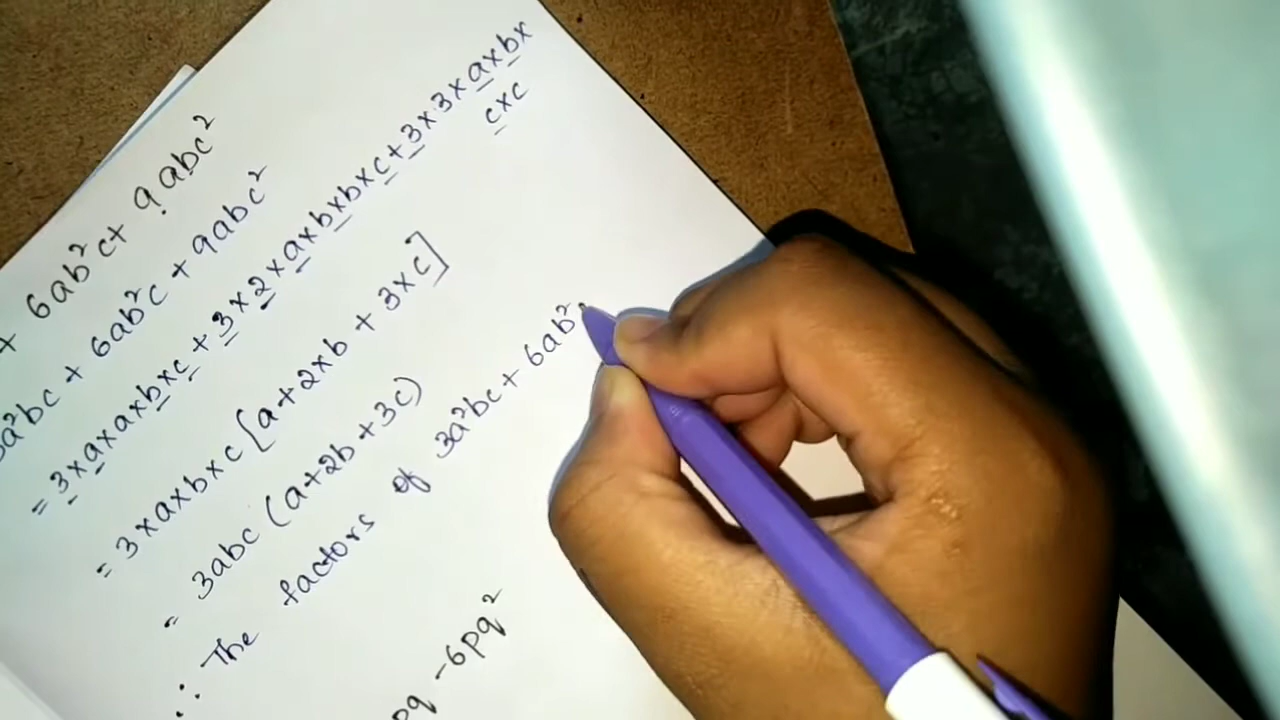 + 6ab²c + 9abc²
3a²bc + 6ab²c + 9abc²
= 3×a×a×b×c + 3×2×a×b×b×c + 3×3×a×b×
c×c
= 3×a×b×c [a+2×b + 3×c]
= 3abc (a+2b+3c)
∴ The factors of 3a²bc + 6ab²
pq -6pq²